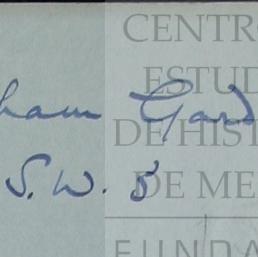 ham Gard
S.W. 5
CENTR
ESTUD
DE HIST
DE ME
FUNDA